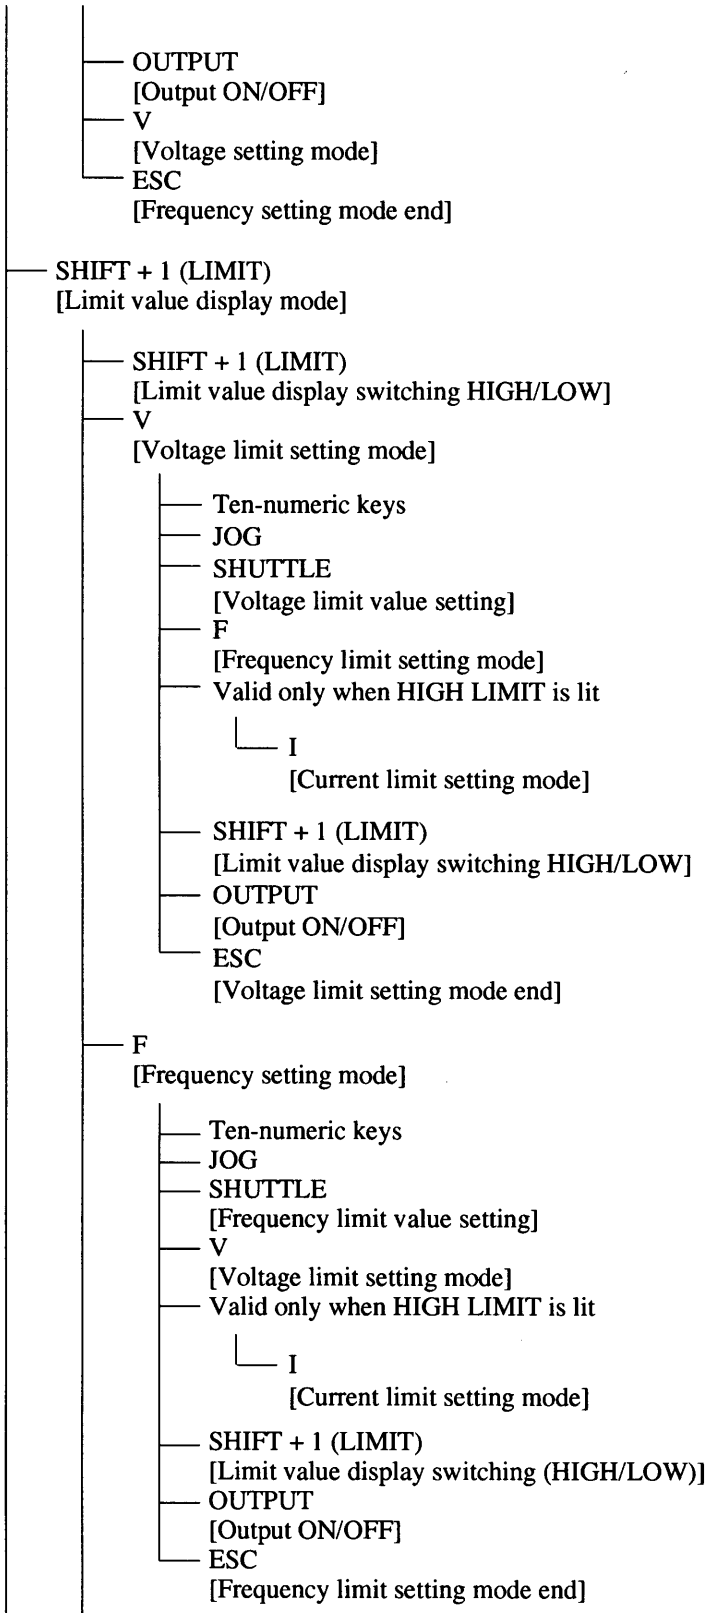 OUTPUT
[Output ON/OFF]
V
[Voltage setting mode]
ESC
[Frequency setting mode end]
SHIFT + 1 (LIMIT)
[Limit value display mode]
SHIFT + 1 (LIMIT)
[Limit value display switching HIGH/LOW]
V
[Voltage limit setting mode]
Ten-numeric keys
JOG
SHUTTLE
[Voltage limit value setting]
F
[Frequency limit setting mode]
Valid only when HIGH LIMIT is lit
I
[Current limit setting mode]
SHIFT + 1 (LIMIT)
[Limit value display switching HIGH/LOW]
OUTPUT
[Output ON/OFF]
ESC
[Voltage limit setting mode end]
F
[Frequency setting mode]
Ten-numeric keys
JOG
SHUTTLE
[Frequency limit value setting]
V
[Voltage limit setting mode]
Valid only when HIGH LIMIT is lit
I
[Current limit setting mode]
SHIFT + 1 (LIMIT)
[Limit value display switching (HIGH/LOW)]
OUTPUT
[Output ON/OFF]
ESC
[Frequency limit setting mode end]